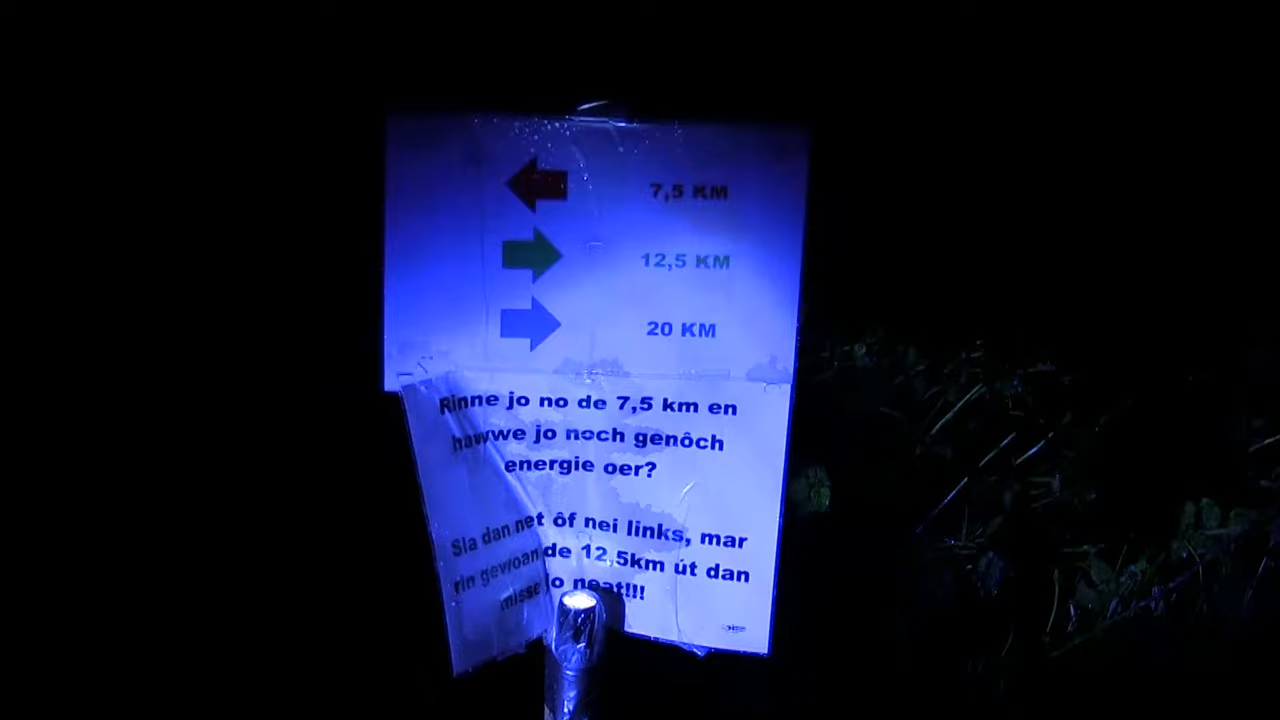 7,5 KM
12,5 KM
20 KM
Rinne jo no de 7,5 km en
hawwe jo noch genôch
energie oer?
Sla dan net ôf nei links, mar
rin gewoan de 12,5km út dan
misse jo neat!!!